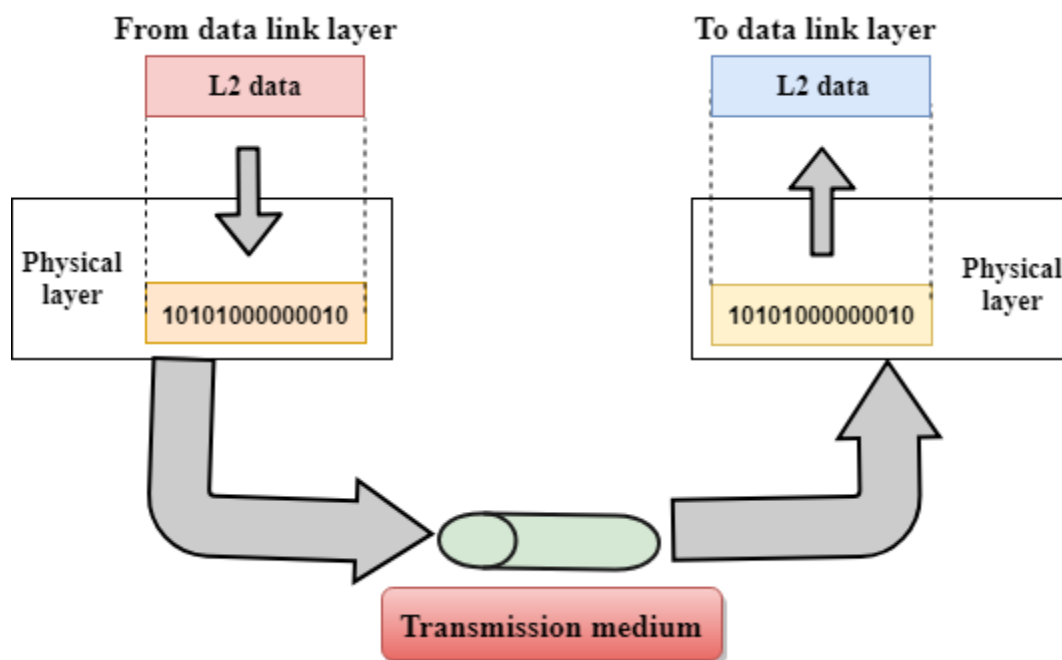 From data link layer
L2 data
Physical
layer
10101000000010
To data link layer
L2 data
10101000000010
Physical
layer
Transmission medium